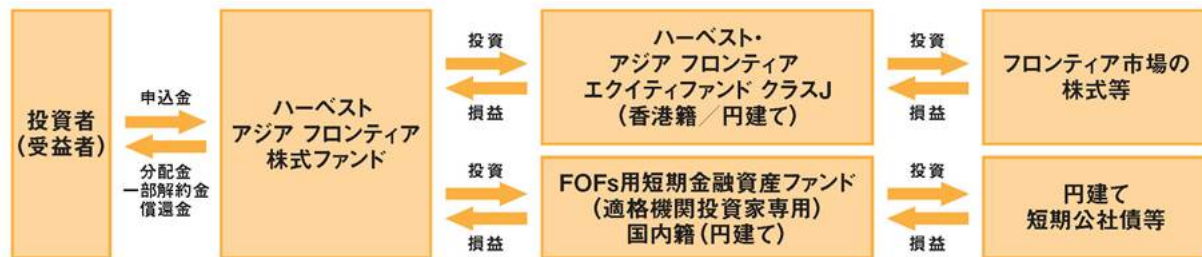 投資者
(受益者)
申込金
分配金
一部解約金
償還金
ハーベスト
アジア フロンティア
株式ファンド
投資
損益
ハーベスト・
アジア フロンティア
エクイティファンド クラスJ
(香港籍／円建て)
投資
損益
フロンティア市場の
株式等
投資
損益
FOFs用短期金融資産ファンド
(適格機関投資家専用)
国内籍(円建て)
投資
損益
円建て
短期公社債等